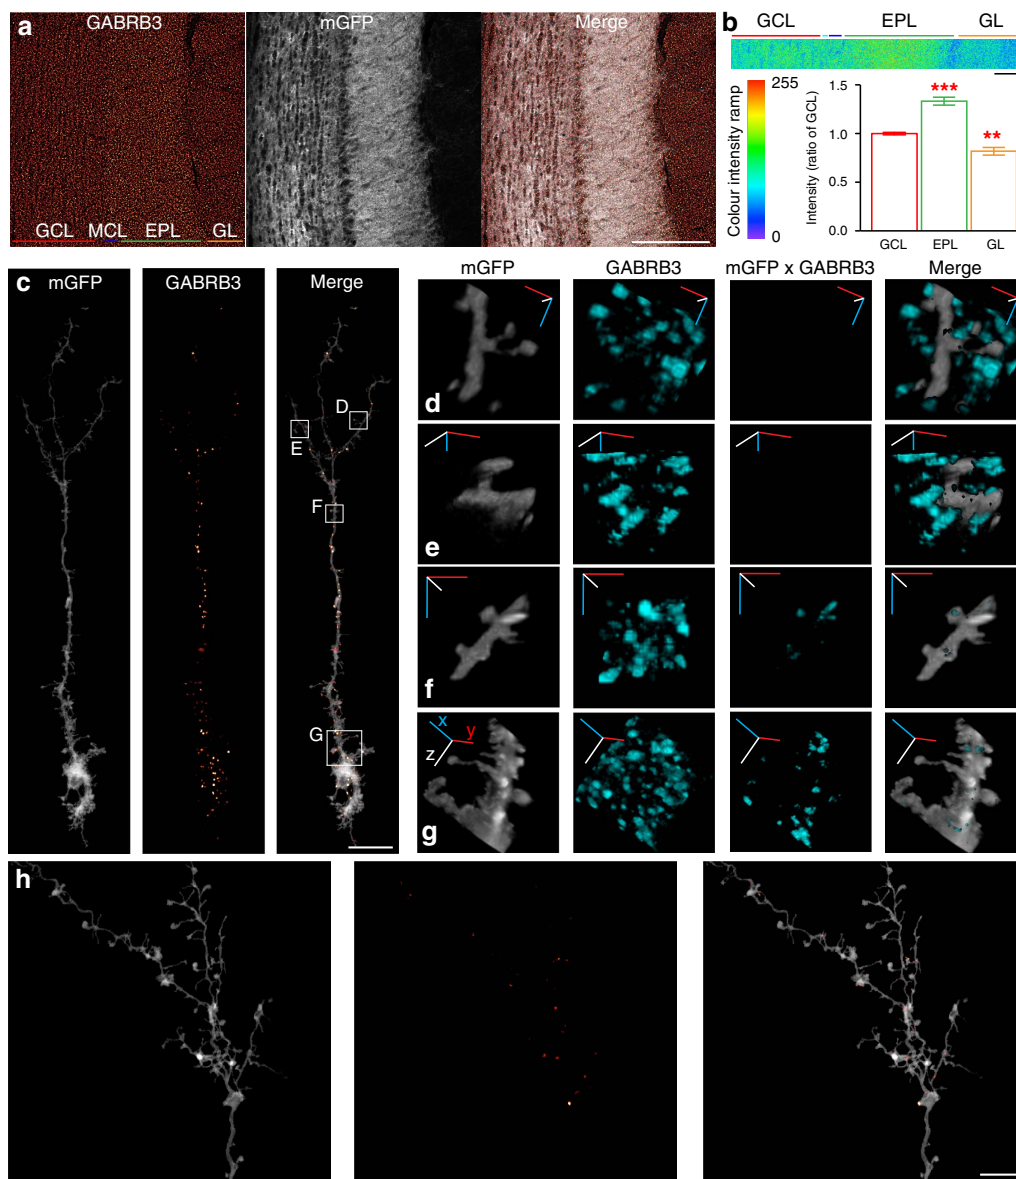 a
GABRB3
mGFP
Merge
GCL
MCL
EPL
GL
b
GCL
EPL
GL
Colour intensity ramp
255
0
Intensity (ratio of GCL)
1.5
1.0
0.5
0
***
**
GCL
EPL
GL
c
mGFP
GABRB3
Merge
D
E
F
G
mGFP
GABRB3
mGFP x GABRB3
Merge
d
e
f
x
y
z
g
h